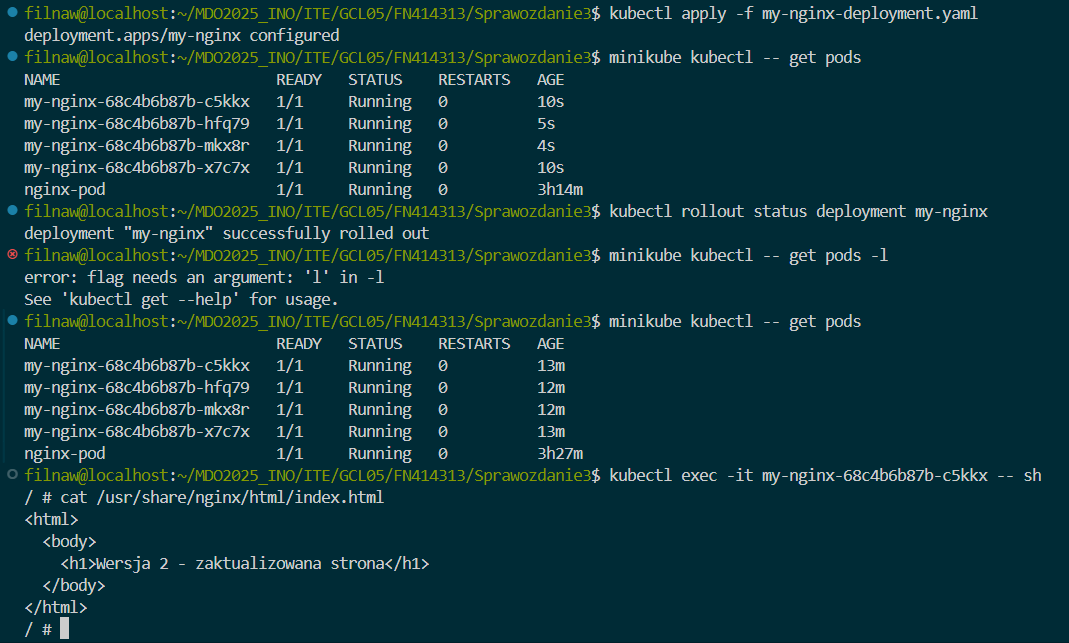 filnaw@localhost:~/MDO2025_INO/ITE/GCL05/FN414313/Sprawozdanie3$ kubectl apply -f my-nginx-deployment.yaml
deployment.apps/my-nginx configured
filnaw@localhost:~/MDO2025_INO/ITE/GCL05/FN414313/Sprawozdanie3$ minikube kubectl -- get pods
NAME                        READY   STATUS    RESTARTS   AGE
my-nginx-68c4b6b87b-c5kkx   1/1     Running   0          10s
my-nginx-68c4b6b87b-hfq79   1/1     Running   0          5s
my-nginx-68c4b6b87b-mkx8r   1/1     Running   0          4s
my-nginx-68c4b6b87b-x7c7x   1/1     Running   0          10s
nginx-pod                   1/1     Running   0          3h14m
filnaw@localhost:~/MDO2025_INO/ITE/GCL05/FN414313/Sprawozdanie3$ kubectl rollout status deployment my-nginx
deployment "my-nginx" successfully rolled out
filnaw@localhost:~/MDO2025_INO/ITE/GCL05/FN414313/Sprawozdanie3$ minikube kubectl -- get pods -l
error: flag needs an argument: 'l' in -l
See 'kubectl get --help' for usage.
filnaw@localhost:~/MDO2025_INO/ITE/GCL05/FN414313/Sprawozdanie3$ minikube kubectl -- get pods
NAME                        READY   STATUS    RESTARTS   AGE
my-nginx-68c4b6b87b-c5kkx   1/1     Running   0          13m
my-nginx-68c4b6b87b-hfq79   1/1     Running   0          12m
my-nginx-68c4b6b87b-mkx8r   1/1     Running   0          12m
my-nginx-68c4b6b87b-x7c7x   1/1     Running   0          13m
nginx-pod                   1/1     Running   0          3h27m
filnaw@localhost:~/MDO2025_INO/ITE/GCL05/FN414313/Sprawozdanie3$ kubectl exec -it my-nginx-68c4b6b87b-c5kkx -- sh
/ # cat /usr/share/nginx/html/index.html
<html>
  <body>
    <h1>Wersja 2 - zaktualizowana strona</h1>
  </body>
</html>
/ #